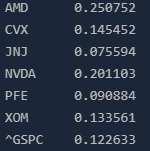 AMD 0.250752
CVX 0.145452
JNJ 0.075594
NVDA 0.201103
PFE 0.090884
XOM 0.133561
^GSPC 0.122633